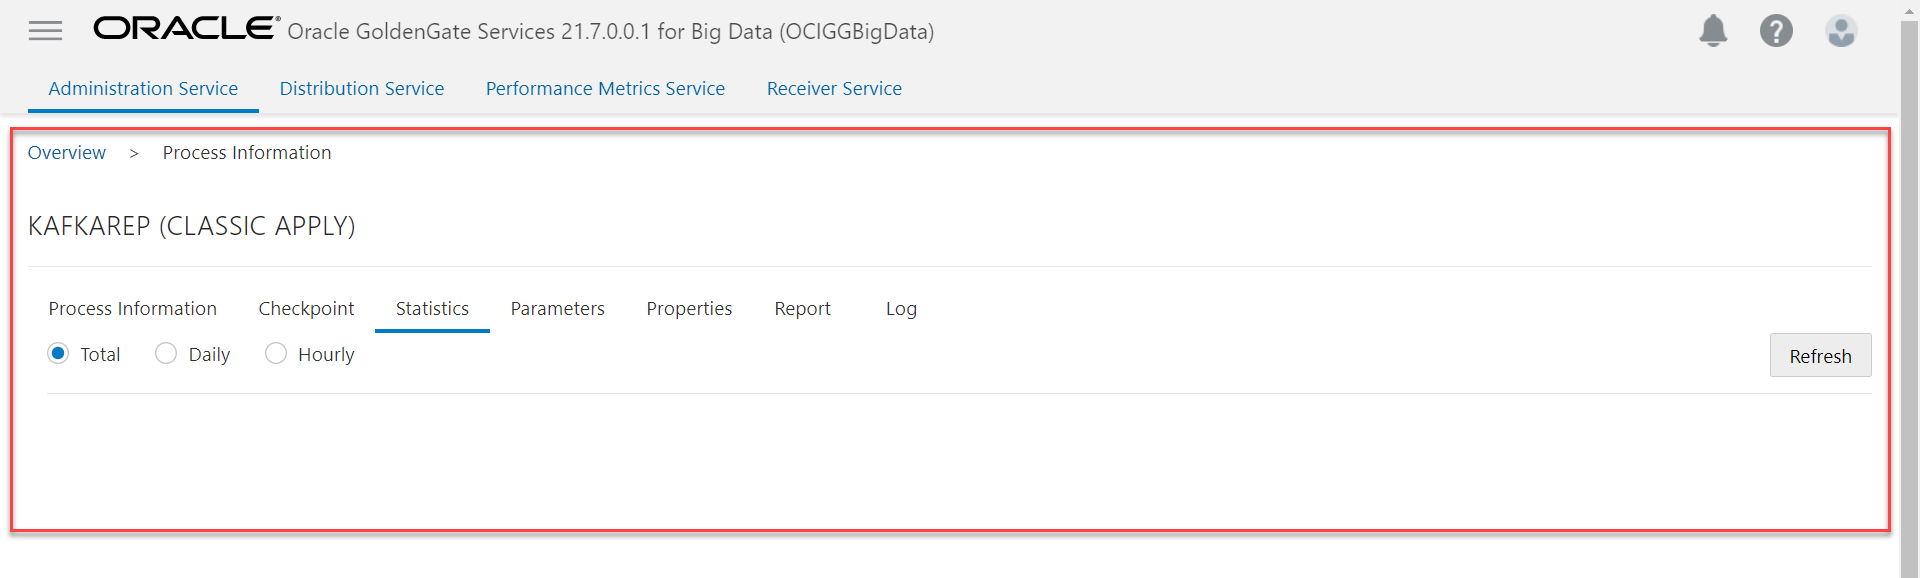 ORACLE® Oracle GoldenGate Services 21.7.0.0.1 for Big Data (OCIGGBigData)
Administration Service Distribution Service Performance Metrics Service Receiver Service
Overview > Process Information
KAFKAREP (CLASSIC APPLY)
Process Information Checkpoint Statistics Parameters Properties Report Log
Total Daily Hourly
Refresh